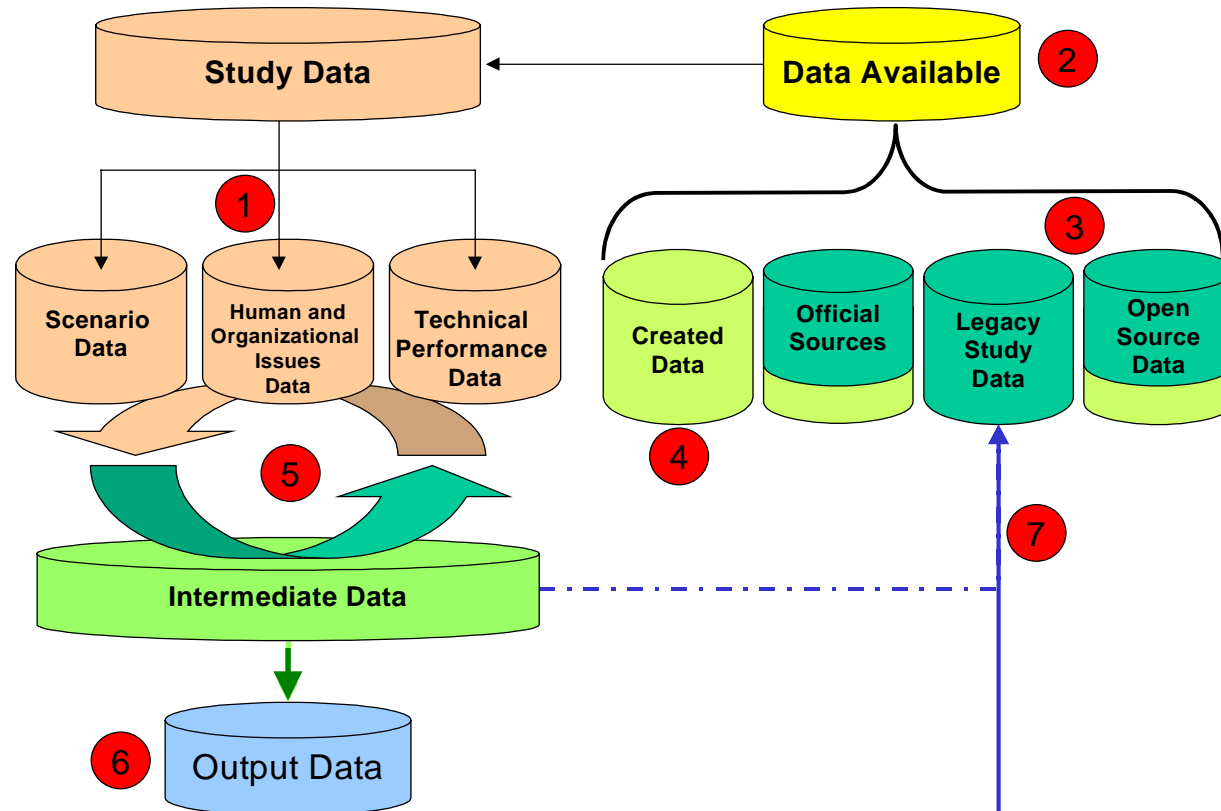 Study Data
Data Available
2
1
3
Scenario
Data
Human and
Organizational
Issues
Data
Technical
Performance
Data
Created
Data
Official
Sources
Legacy
Study
Data
Open
Source
Data
4
5
7
Intermediate Data
6
Output Data